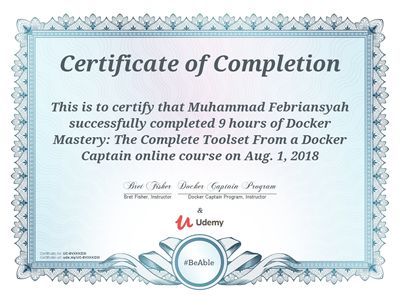 Certificate of Completion
This is to certify that Muhammad Febriansyah
successfully completed 9 hours of Docker
Mastery: The Complete Toolset From a Docker
Captain online course on Aug. 1, 2018
Bret Fisher Docker Captain Program
Bret Fisher, Instructor Docker Captain Program, Instructor
&
Udemy
Certificate no:
Certificate url:
#BeAble